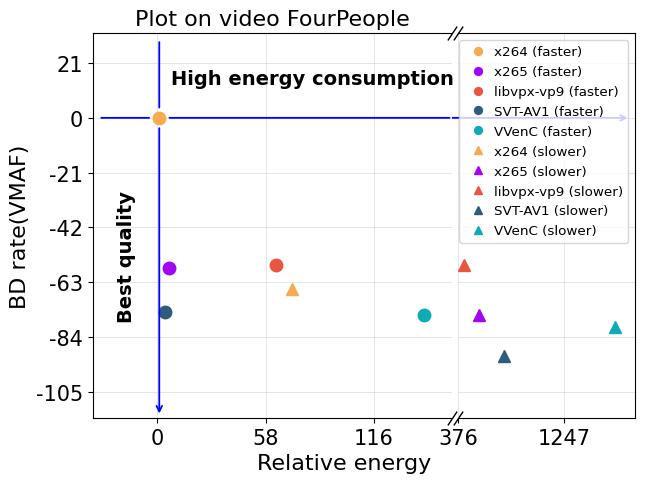 Plot on video FourPeople
High energy consumption
x264 (faster)
x265 (faster)
libvpx-vp9 (faster)
SVT-AV1 (faster)
VVenC (faster)
x264 (slower)
x265 (slower)
libvpx-vp9 (slower)
SVT-AV1 (slower)
VVenC (slower)
BD rate(VMAF)
21
0
-21
-42
-63
-84
-105
Best quality
0 58 116 376 1247
Relative energy